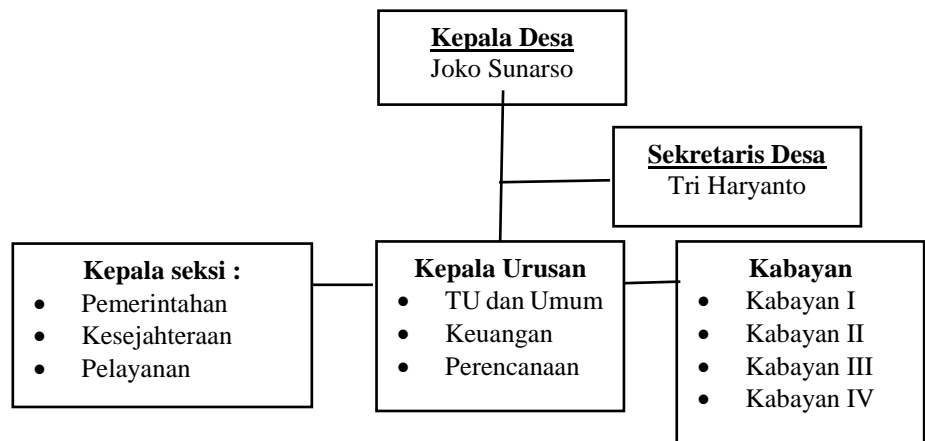 Kepala Desa
Joko Sunarso
Sekretaris Desa
Tri Haryanto
Kepala seksi :
• Pemerintahan
• Kesejahteraan
• Pelayanan
Kepala Urusan
• TU dan Umum
• Keuangan
• Perencanaan
Kabayan
• Kabayan I
• Kabayan II
• Kabayan III
• Kabayan IV